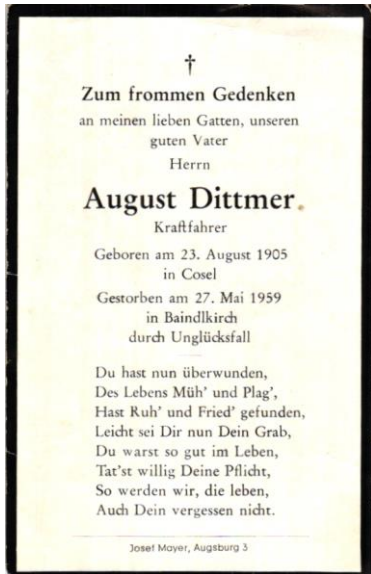 †
Zum frommen Gedenken
an meinen lieben Gatten, unseren
guten Vater
Herrn
August Dittmer
Kraftfahrer
Geboren am 23. August 1905
in Cosel
Gestorben am 27. Mai 1959
in Baindlkirch
durch Unglücksfall
Du hast nun überwunden,
Des Lebens Müh' und Plag',
Hast Ruh' und Fried' gefunden,
Leicht sei Dir nun Dein Grab,
Du warst so gut im Leben,
Tat'st willig Deine Pflicht,
So werden wir, die leben,
Auch Dein vergessen nicht.
Josef Mayer, Augsburg 3